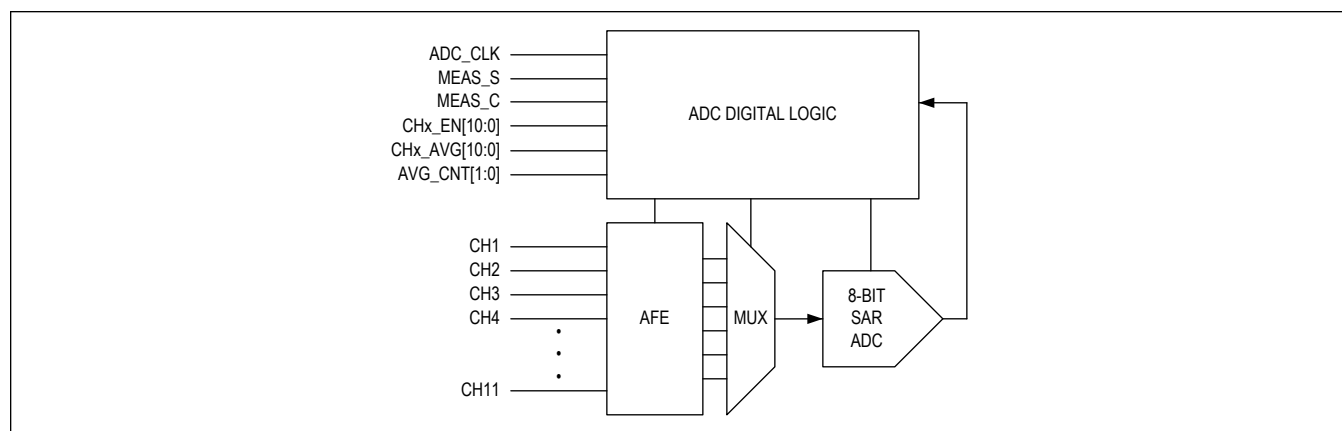 ADC_CLK
MEAS_S
MEAS_C
CHx_EN[10:0]
CHx_AVG[10:0]
AVG_CNT[1:0]
ADC DIGITAL LOGIC
CH1
CH2
CH3
CH4
CH11
AFE
MUX
8-BIT
SAR
ADC